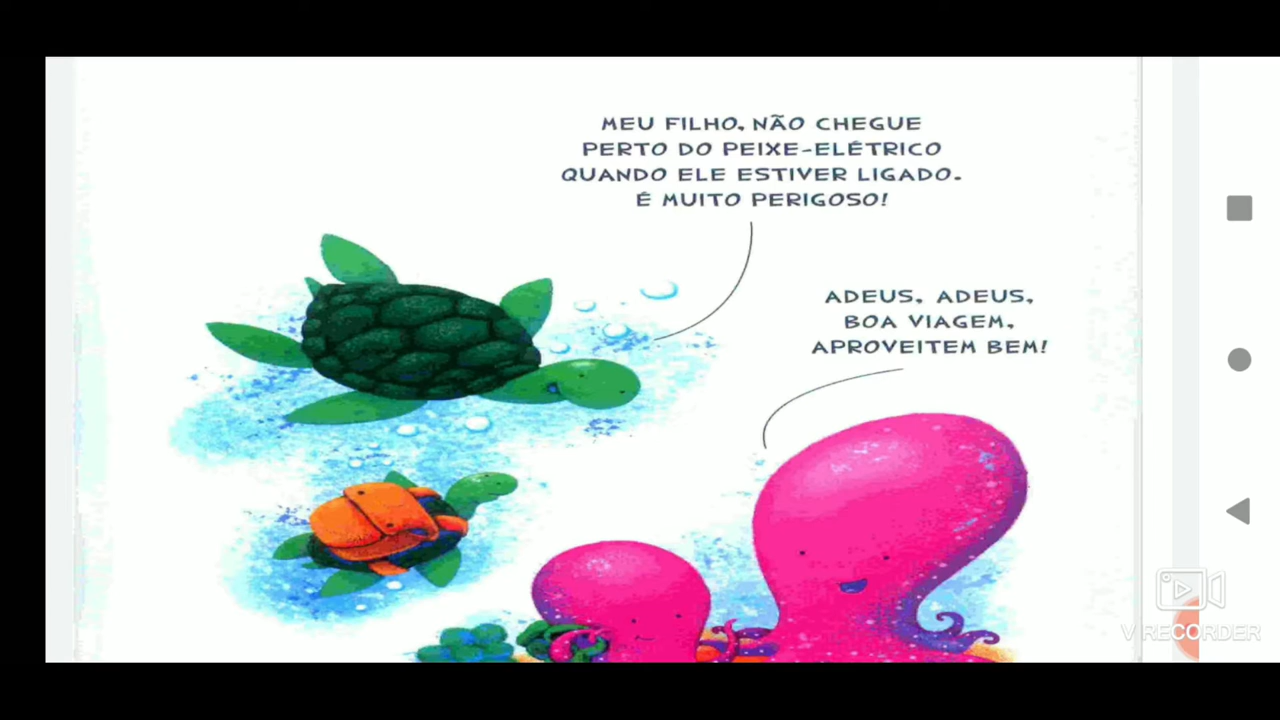 MEU FILHO, NÃO CHEGUE
PERTO DO PEIXE-ELÉTRICO
QUANDO ELE ESTIVER LIGADO.
É MUITO PERIGOSO!
ADEUS, ADEUS,
BOA VIAGEM,
APROVEITEM BEM!
V RECORDER